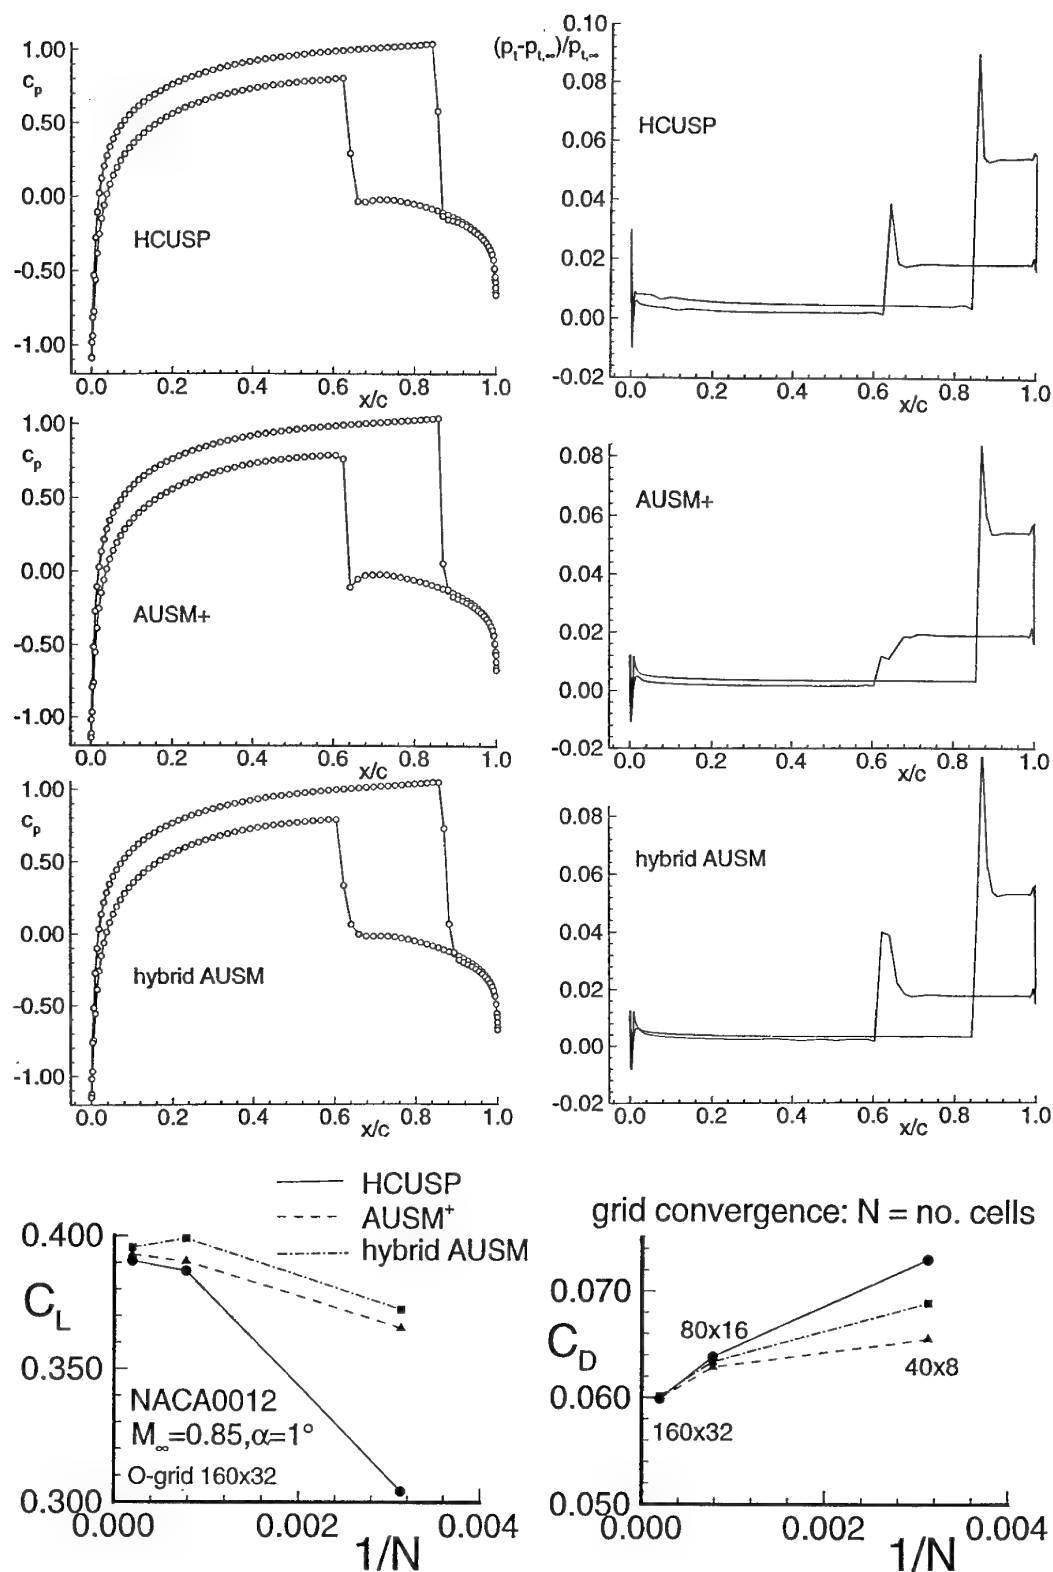 1.00
c_p
0.50
0.00
-0.50
-1.00
HCUSP
0.0 0.2 0.4 0.6 0.8 1.0
x/c
0.10
(p_t-p_{t,∞})/p_{t,∞}
0.08
0.06
0.04
0.02
0.00
-0.02
HCUSP
0.0 0.2 0.4 0.6 0.8 1.0
x/c
1.00
c_p
0.50
0.00
-0.50
-1.00
AUSM+
0.0 0.2 0.4 0.6 0.8 1.0
x/c
0.08
0.06
0.04
0.02
0.00
-0.02
AUSM+
0.0 0.2 0.4 0.6 0.8 1.0
x/c
1.00
c_p
0.50
0.00
-0.50
-1.00
hybrid AUSM
0.0 0.2 0.4 0.6 0.8 1.0
x/c
0.08
0.06
0.04
0.02
0.00
-0.02
hybrid AUSM
0.0 0.2 0.4 0.6 0.8 1.0
x/c
HCUSP
AUSM⁺
hybrid AUSM
0.400
C_L
0.350
0.300
NACA0012
M_∞=0.85,α=1°
O-grid 160x32
0.000 0.002 0.004
1/N
grid convergence: N = no. cells
0.070
C_D
0.060
0.050
80x16
40x8
160x32
0.000 0.002 0.004
1/N